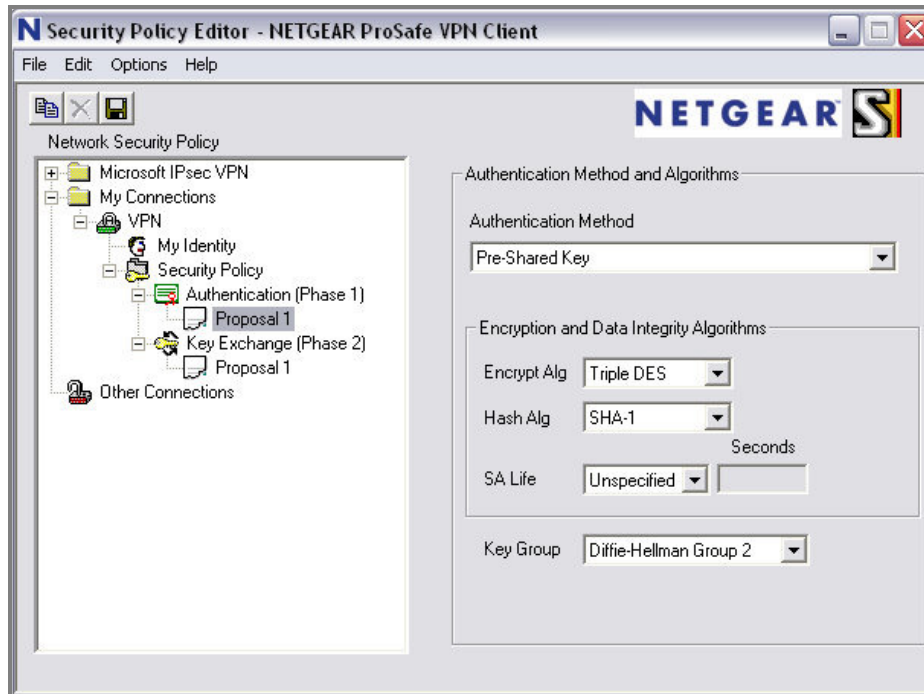 N Security Policy Editor - NETGEAR ProSafe VPN Client
File Edit Options Help
NETGEAR S
Network Security Policy
Microsoft IPsec VPN
My Connections
VPN
My Identity
Security Policy
Authentication (Phase 1)
Proposal 1
Key Exchange (Phase 2)
Proposal 1
Other Connections
Authentication Method and Algorithms
Authentication Method
Pre-Shared Key
Encryption and Data Integrity Algorithms
Encrypt Alg Triple DES
Hash Alg SHA-1
Seconds
SA Life Unspecified
Key Group Diffie-Hellman Group 2